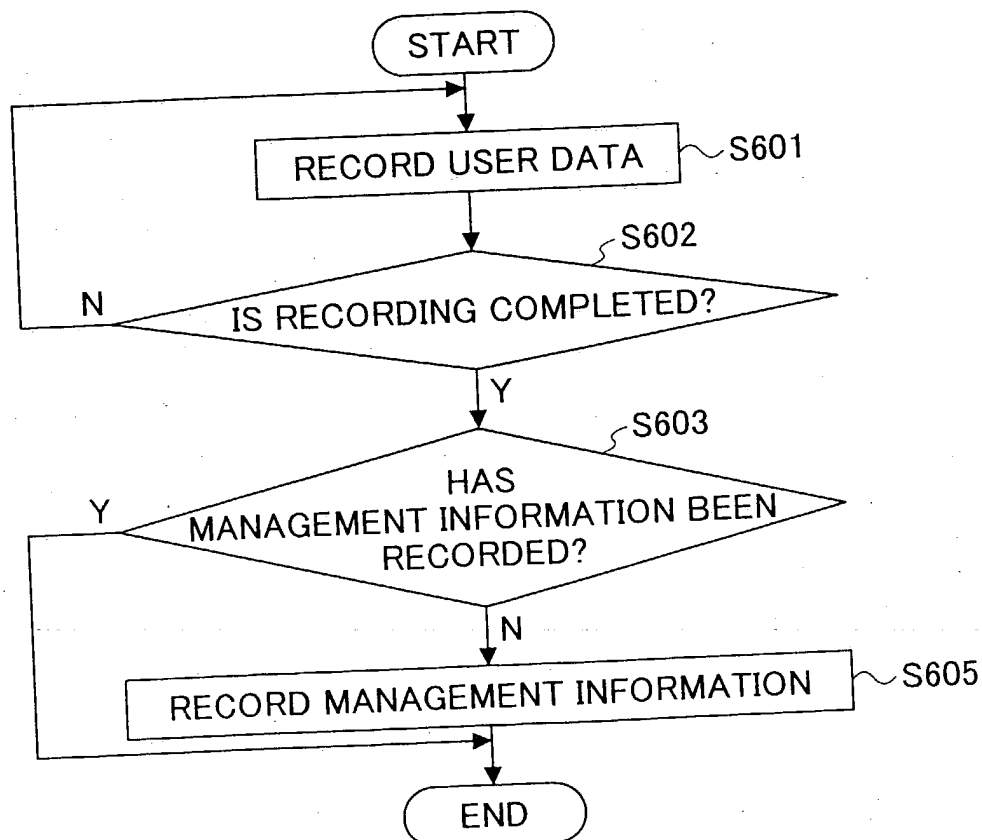 START
RECORD USER DATA
S601
S602
N
IS RECORDING COMPLETED?
Y
S603
HAS
Y
MANAGEMENT INFORMATION BEEN
RECORDED?
N
RECORD MANAGEMENT INFORMATION
S605
END